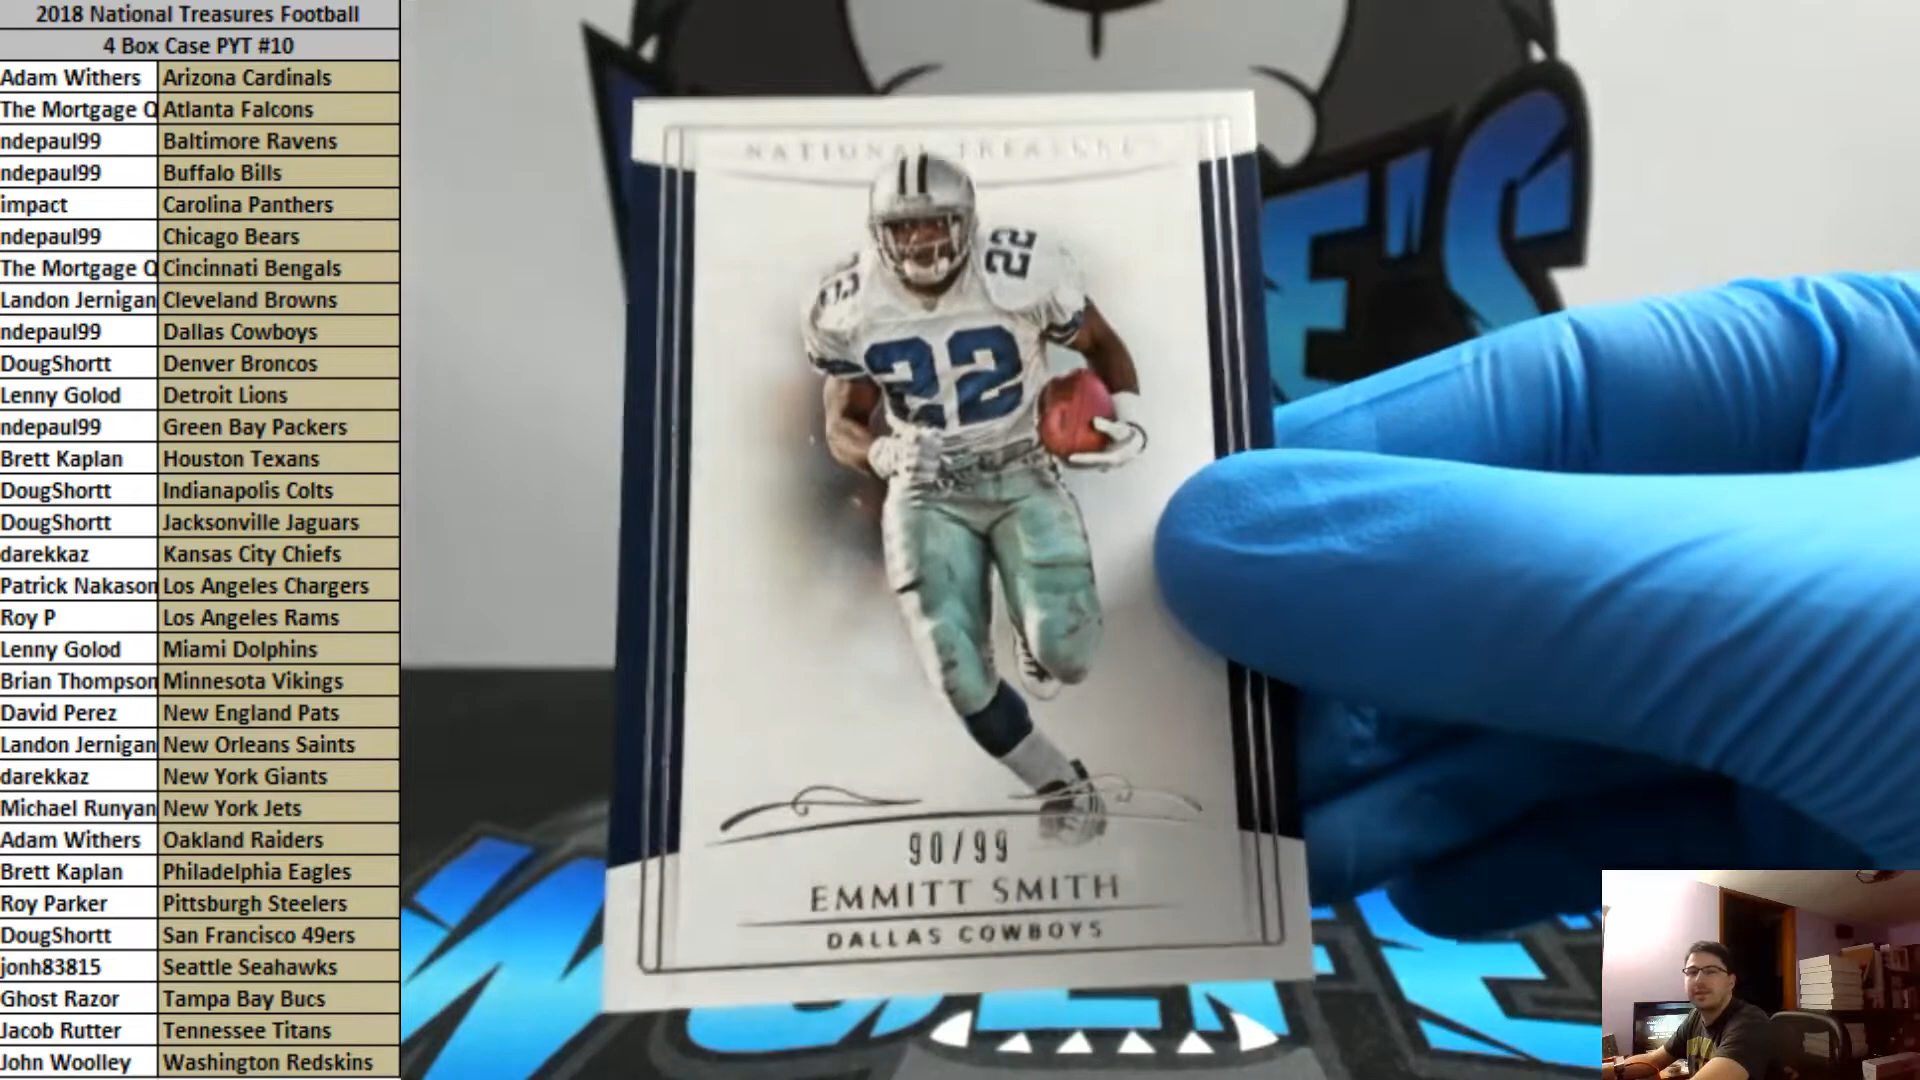 2018 National Treasures Football
4 Box Case PYT #10
Adam Withers Arizona Cardinals
The Mortgage Q Atlanta Falcons
ndepaul99 Baltimore Ravens
ndepaul99 Buffalo Bills
impact Carolina Panthers
ndepaul99 Chicago Bears
The Mortgage Q Cincinnati Bengals
Landon Jernigan Cleveland Browns
ndepaul99 Dallas Cowboys
DougShortt Denver Broncos
Lenny Golod Detroit Lions
ndepaul99 Green Bay Packers
Brett Kaplan Houston Texans
DougShortt Indianapolis Colts
DougShortt Jacksonville Jaguars
darekkaz Kansas City Chiefs
Patrick Nakason Los Angeles Chargers
Roy P Los Angeles Rams
Lenny Golod Miami Dolphins
Brian Thompson Minnesota Vikings
David Perez New England Pats
Landon Jernigan New Orleans Saints
darekkaz New York Giants
Michael Runyan New York Jets
Adam Withers Oakland Raiders
Brett Kaplan Philadelphia Eagles
Roy Parker Pittsburgh Steelers
DougShortt San Francisco 49ers
jonh83815 Seattle Seahawks
Ghost Razor Tampa Bay Bucs
Jacob Rutter Tennessee Titans
John Woolley Washington Redskins
NATIONAL TREASURES
22
22
22
90/99
EMMITT SMITH
DALLAS COWBOYS